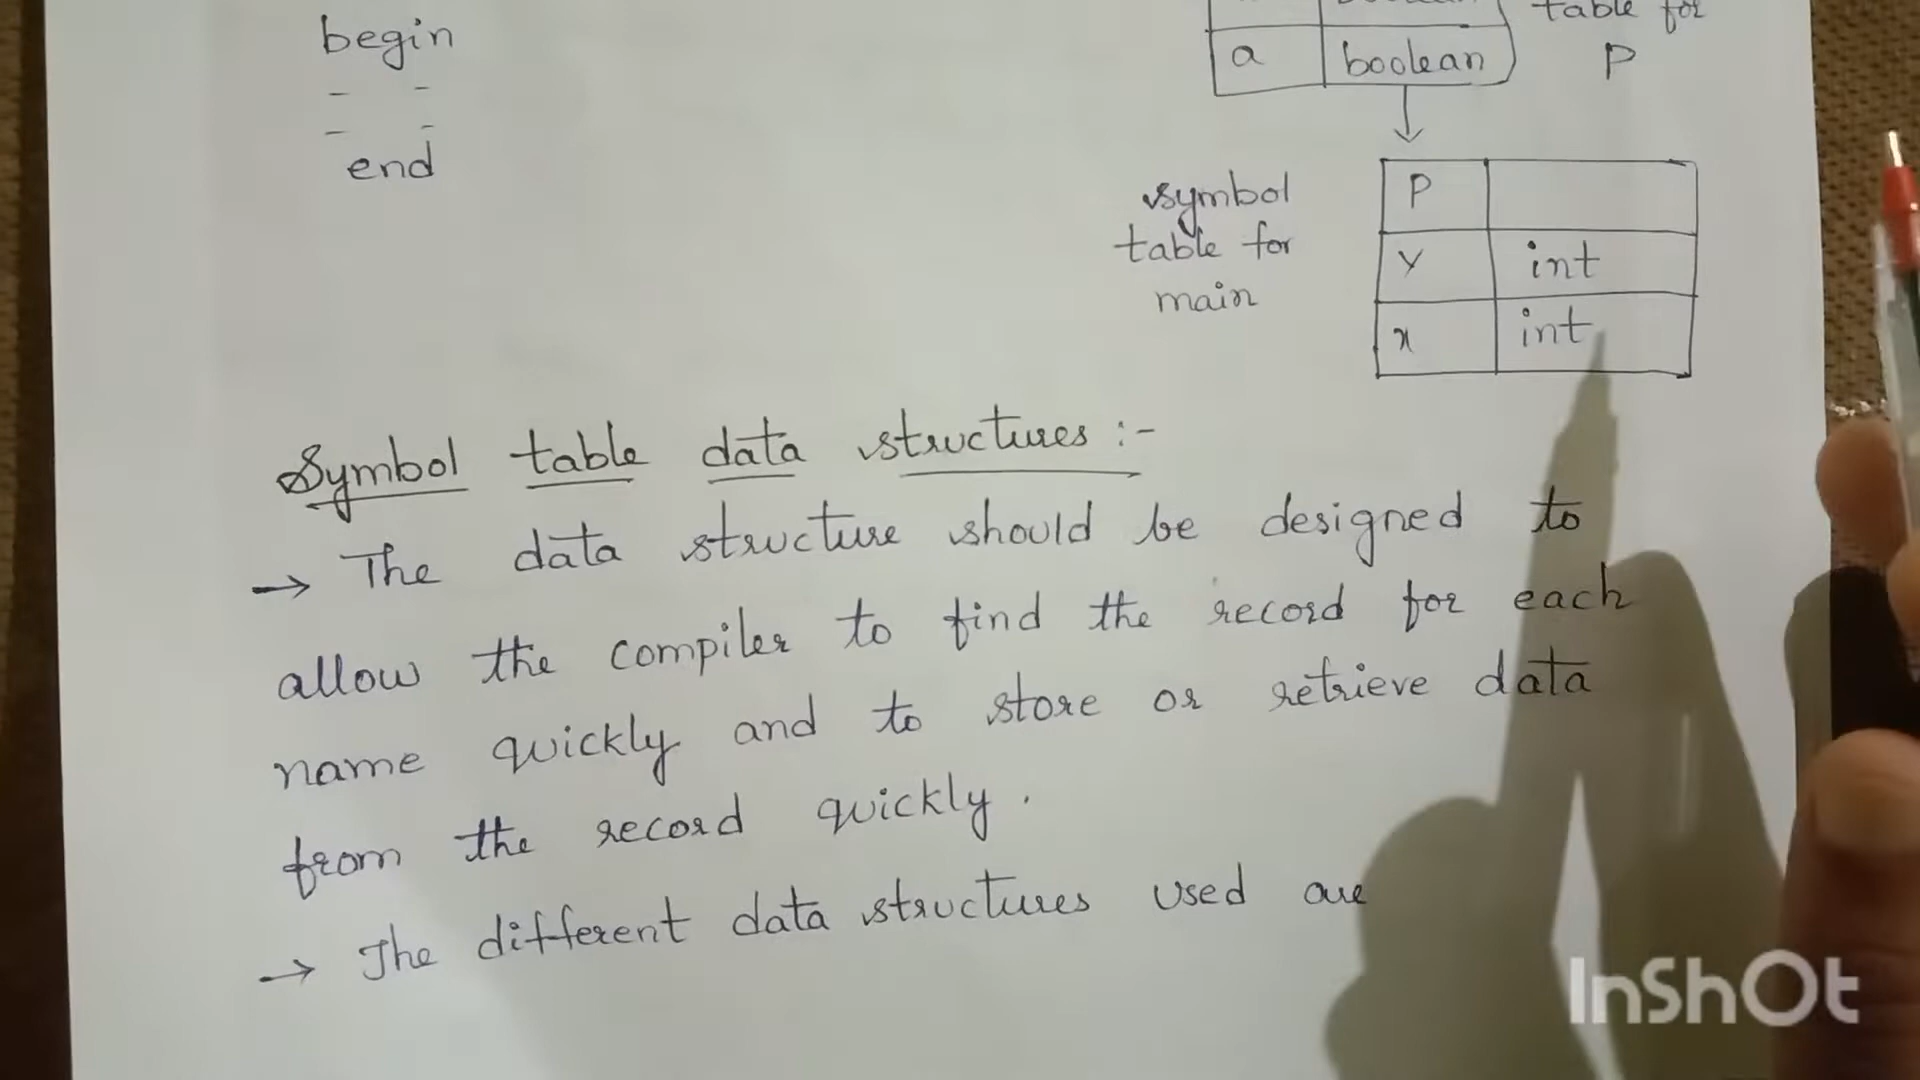 begin
- -
- -
end
table for
a boolean
P
symbol
table for
main
P
y int
x int
Symbol table data structures :-
→ The data structure should be designed to
allow the compiler to find the record for each
name quickly and to store or retrieve data
from the record quickly.
→ The different data structures used are
InShOt